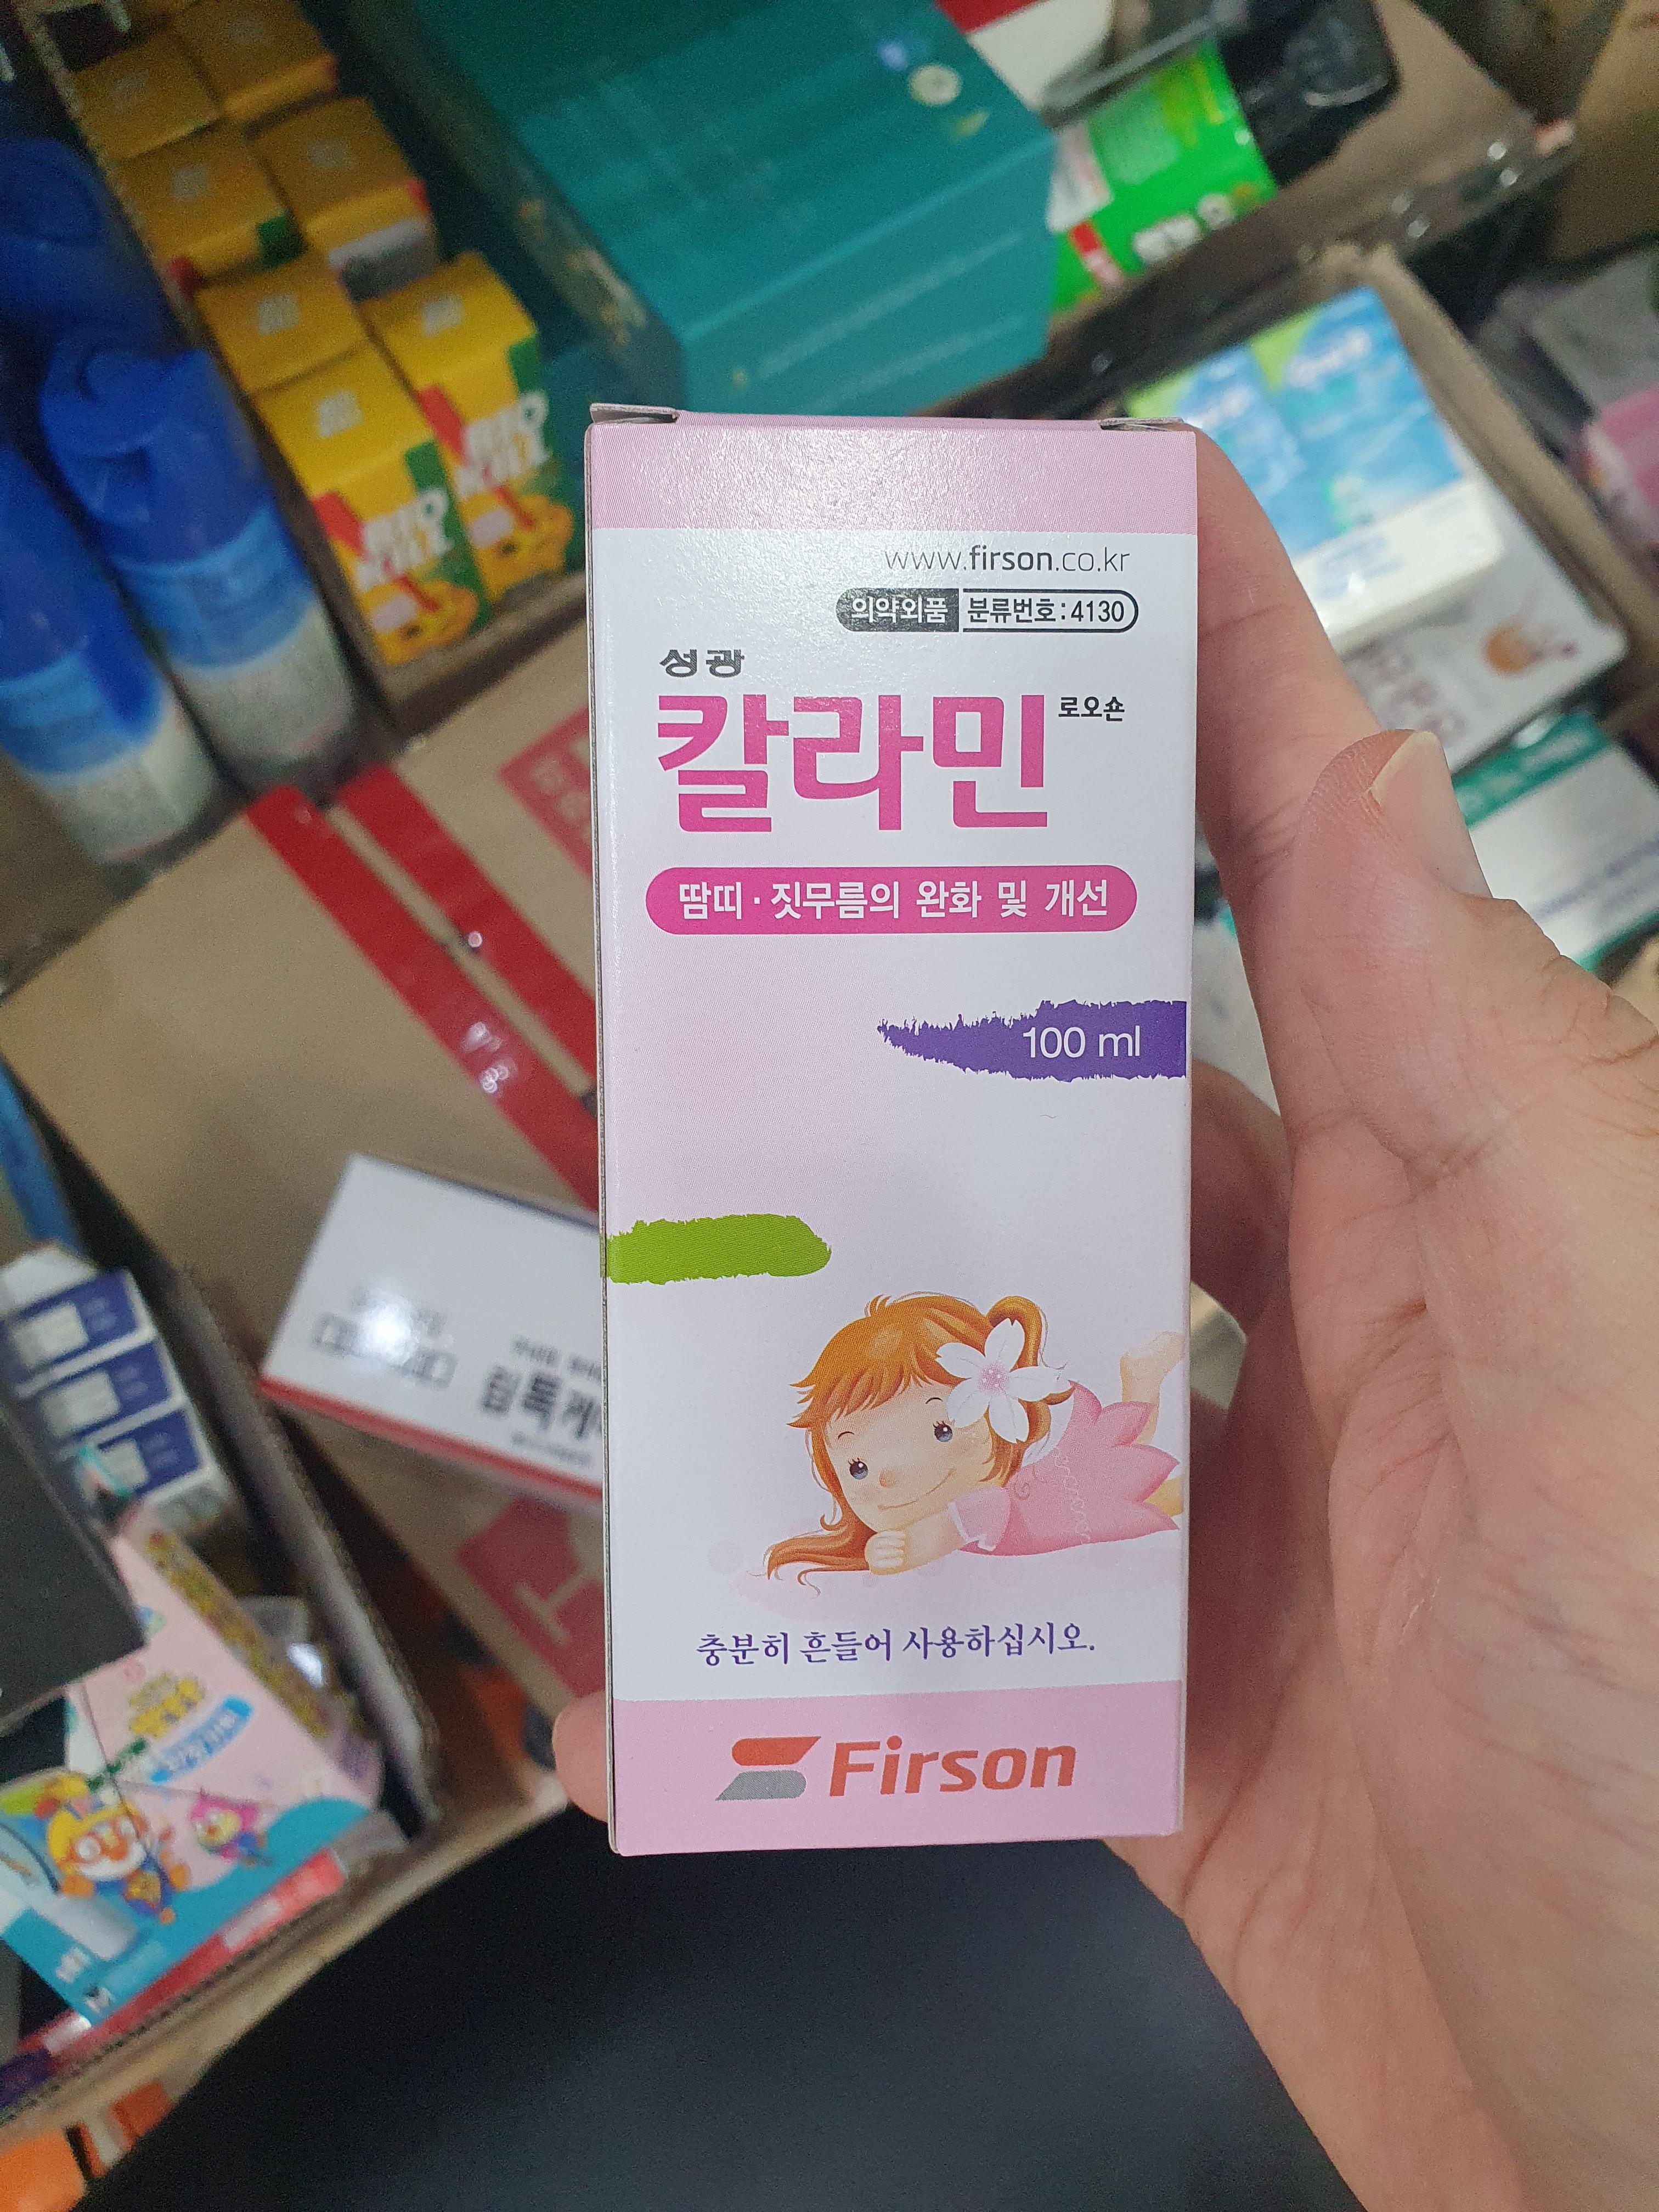 www.firson.co.kr
의약외품 분류번호:4130
성광
칼라민 로오숀
땀띠·짓무름의 완화 및 개선
100 ml
충분히 흔들어 사용하십시오.
Firson